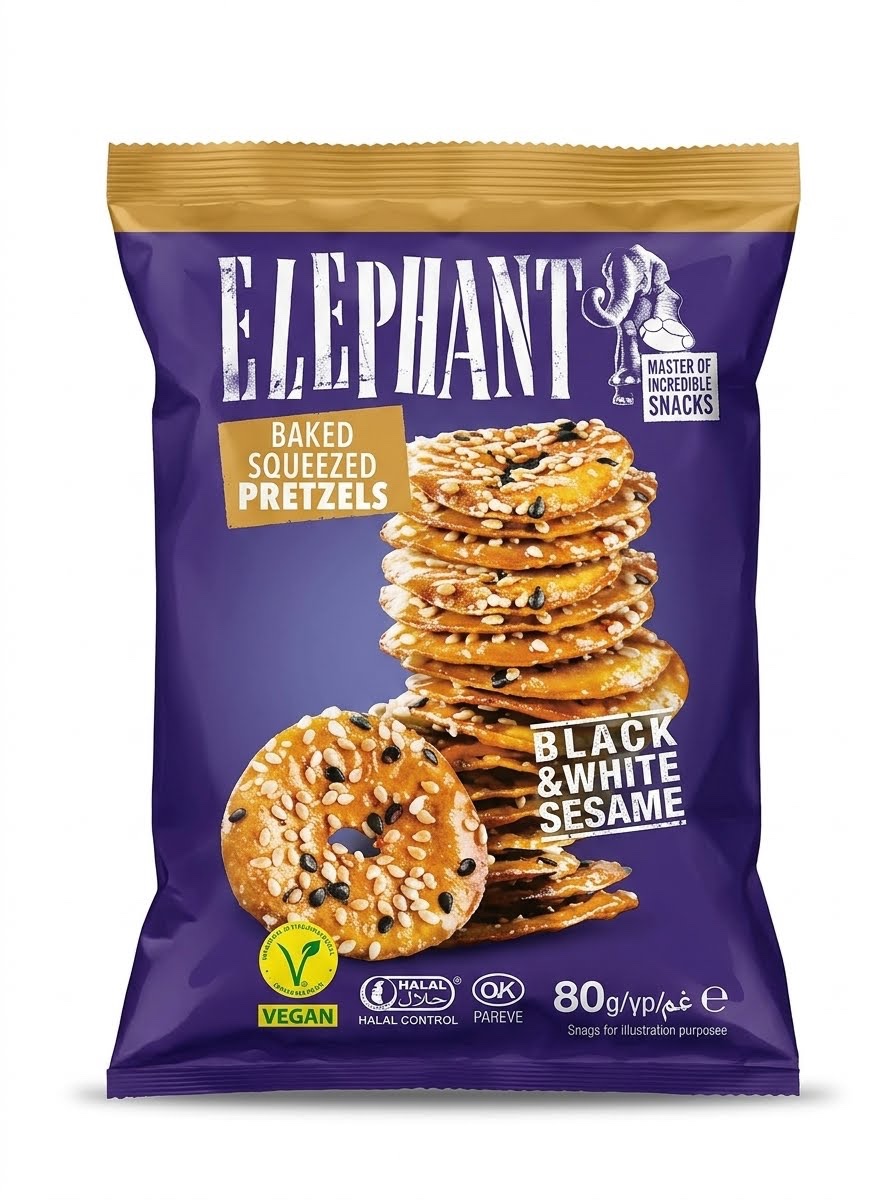 ELEPHANT
MASTER OF
INCREDIBLE
SNACKS
BAKED
SQUEEZED
PRETZELS
BLACK
&WHITE
SESAME
VEGAN
HALAL
حلال
®
HALAL CONTROL
OK
PAREVE
80g/yp/غم e
Snags for illustration purposee